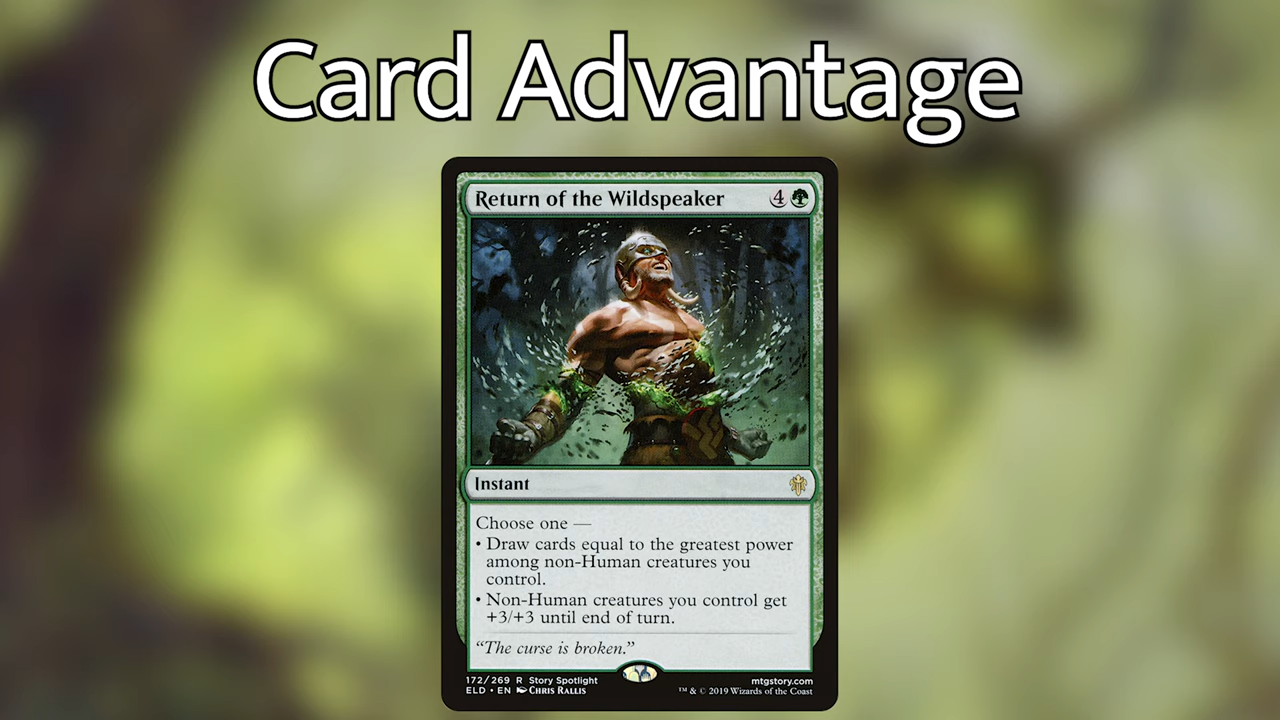 Card Advantage
Return of the Wildspeaker 4
Instant
Choose one —
• Draw cards equal to the greatest power
among non-Human creatures you
control.
• Non-Human creatures you control get
+3/+3 until end of turn.
“The curse is broken.”
172/269 R Story Spotlight
ELD • EN Chris Rallis
mtgstory.com
™ & © 2019 Wizards of the Coast